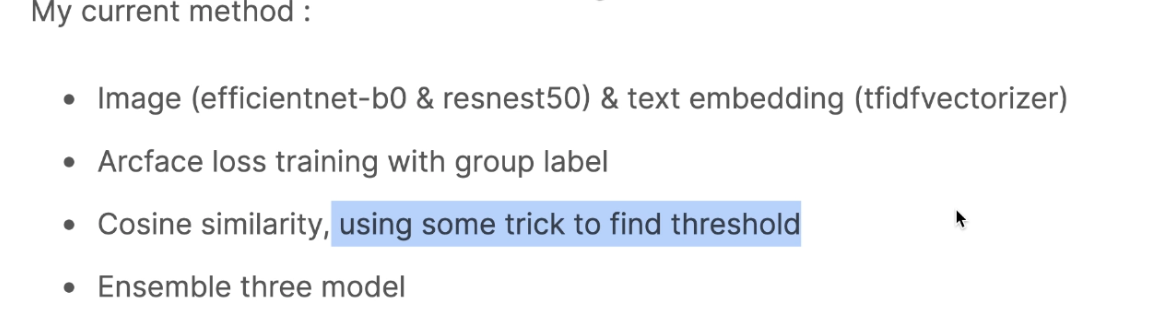 My current method :
• Image (efficientnet-b0 & resnest50) & text embedding (tfidfvectorizer)
• Arcface loss training with group label
• Cosine similarity, using some trick to find threshold
• Ensemble three model